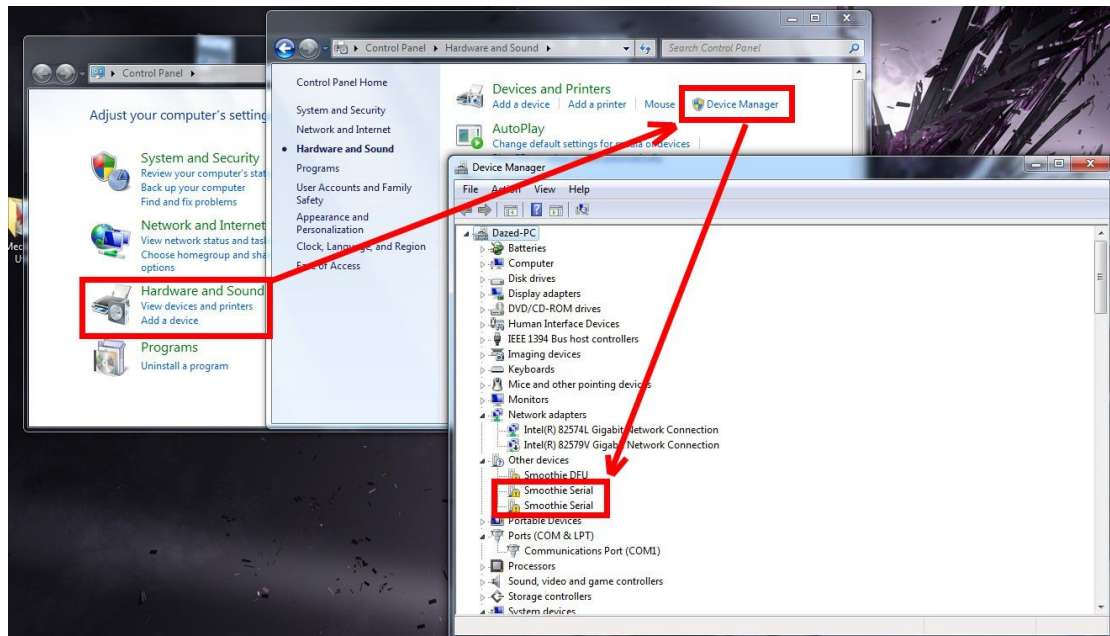 Control Panel
Adjust your computer's setting
System and Security
Review your computer's stat
Back up your computer
Find and fix problems
Network and Internet
View network status and task
Choose homegroup and sha
options
Hardware and Sound
View devices and printers
Add a device
Programs
Uninstall a program
Control Panel Hardware and Sound
Search Control Panel
Control Panel Home
System and Security
Network and Internet
Hardware and Sound
Programs
User Accounts and Family
Safety
Appearance and
Personalization
Clock, Language, and Region
Ease of Access
Devices and Printers
Add a device Add a printer Mouse Device Manager
AutoPlay
Change default settings for media or devices
Device Manager
File Action View Help
Dazed-PC
Batteries
Computer
Disk drives
Display adapters
DVD/CD-ROM drives
Human Interface Devices
IEEE 1394 Bus host controllers
Imaging devices
Keyboards
Mice and other pointing devices
Monitors
Network adapters
Intel(R) 82574L Gigabit Network Connection
Intel(R) 82579V Gigabit Network Connection
Other devices
Smoothie DFU
Smoothie Serial
Smoothie Serial
Portable Devices
Ports (COM & LPT)
Communications Port (COM1)
Processors
Sound, video and game controllers
Storage controllers
System devices